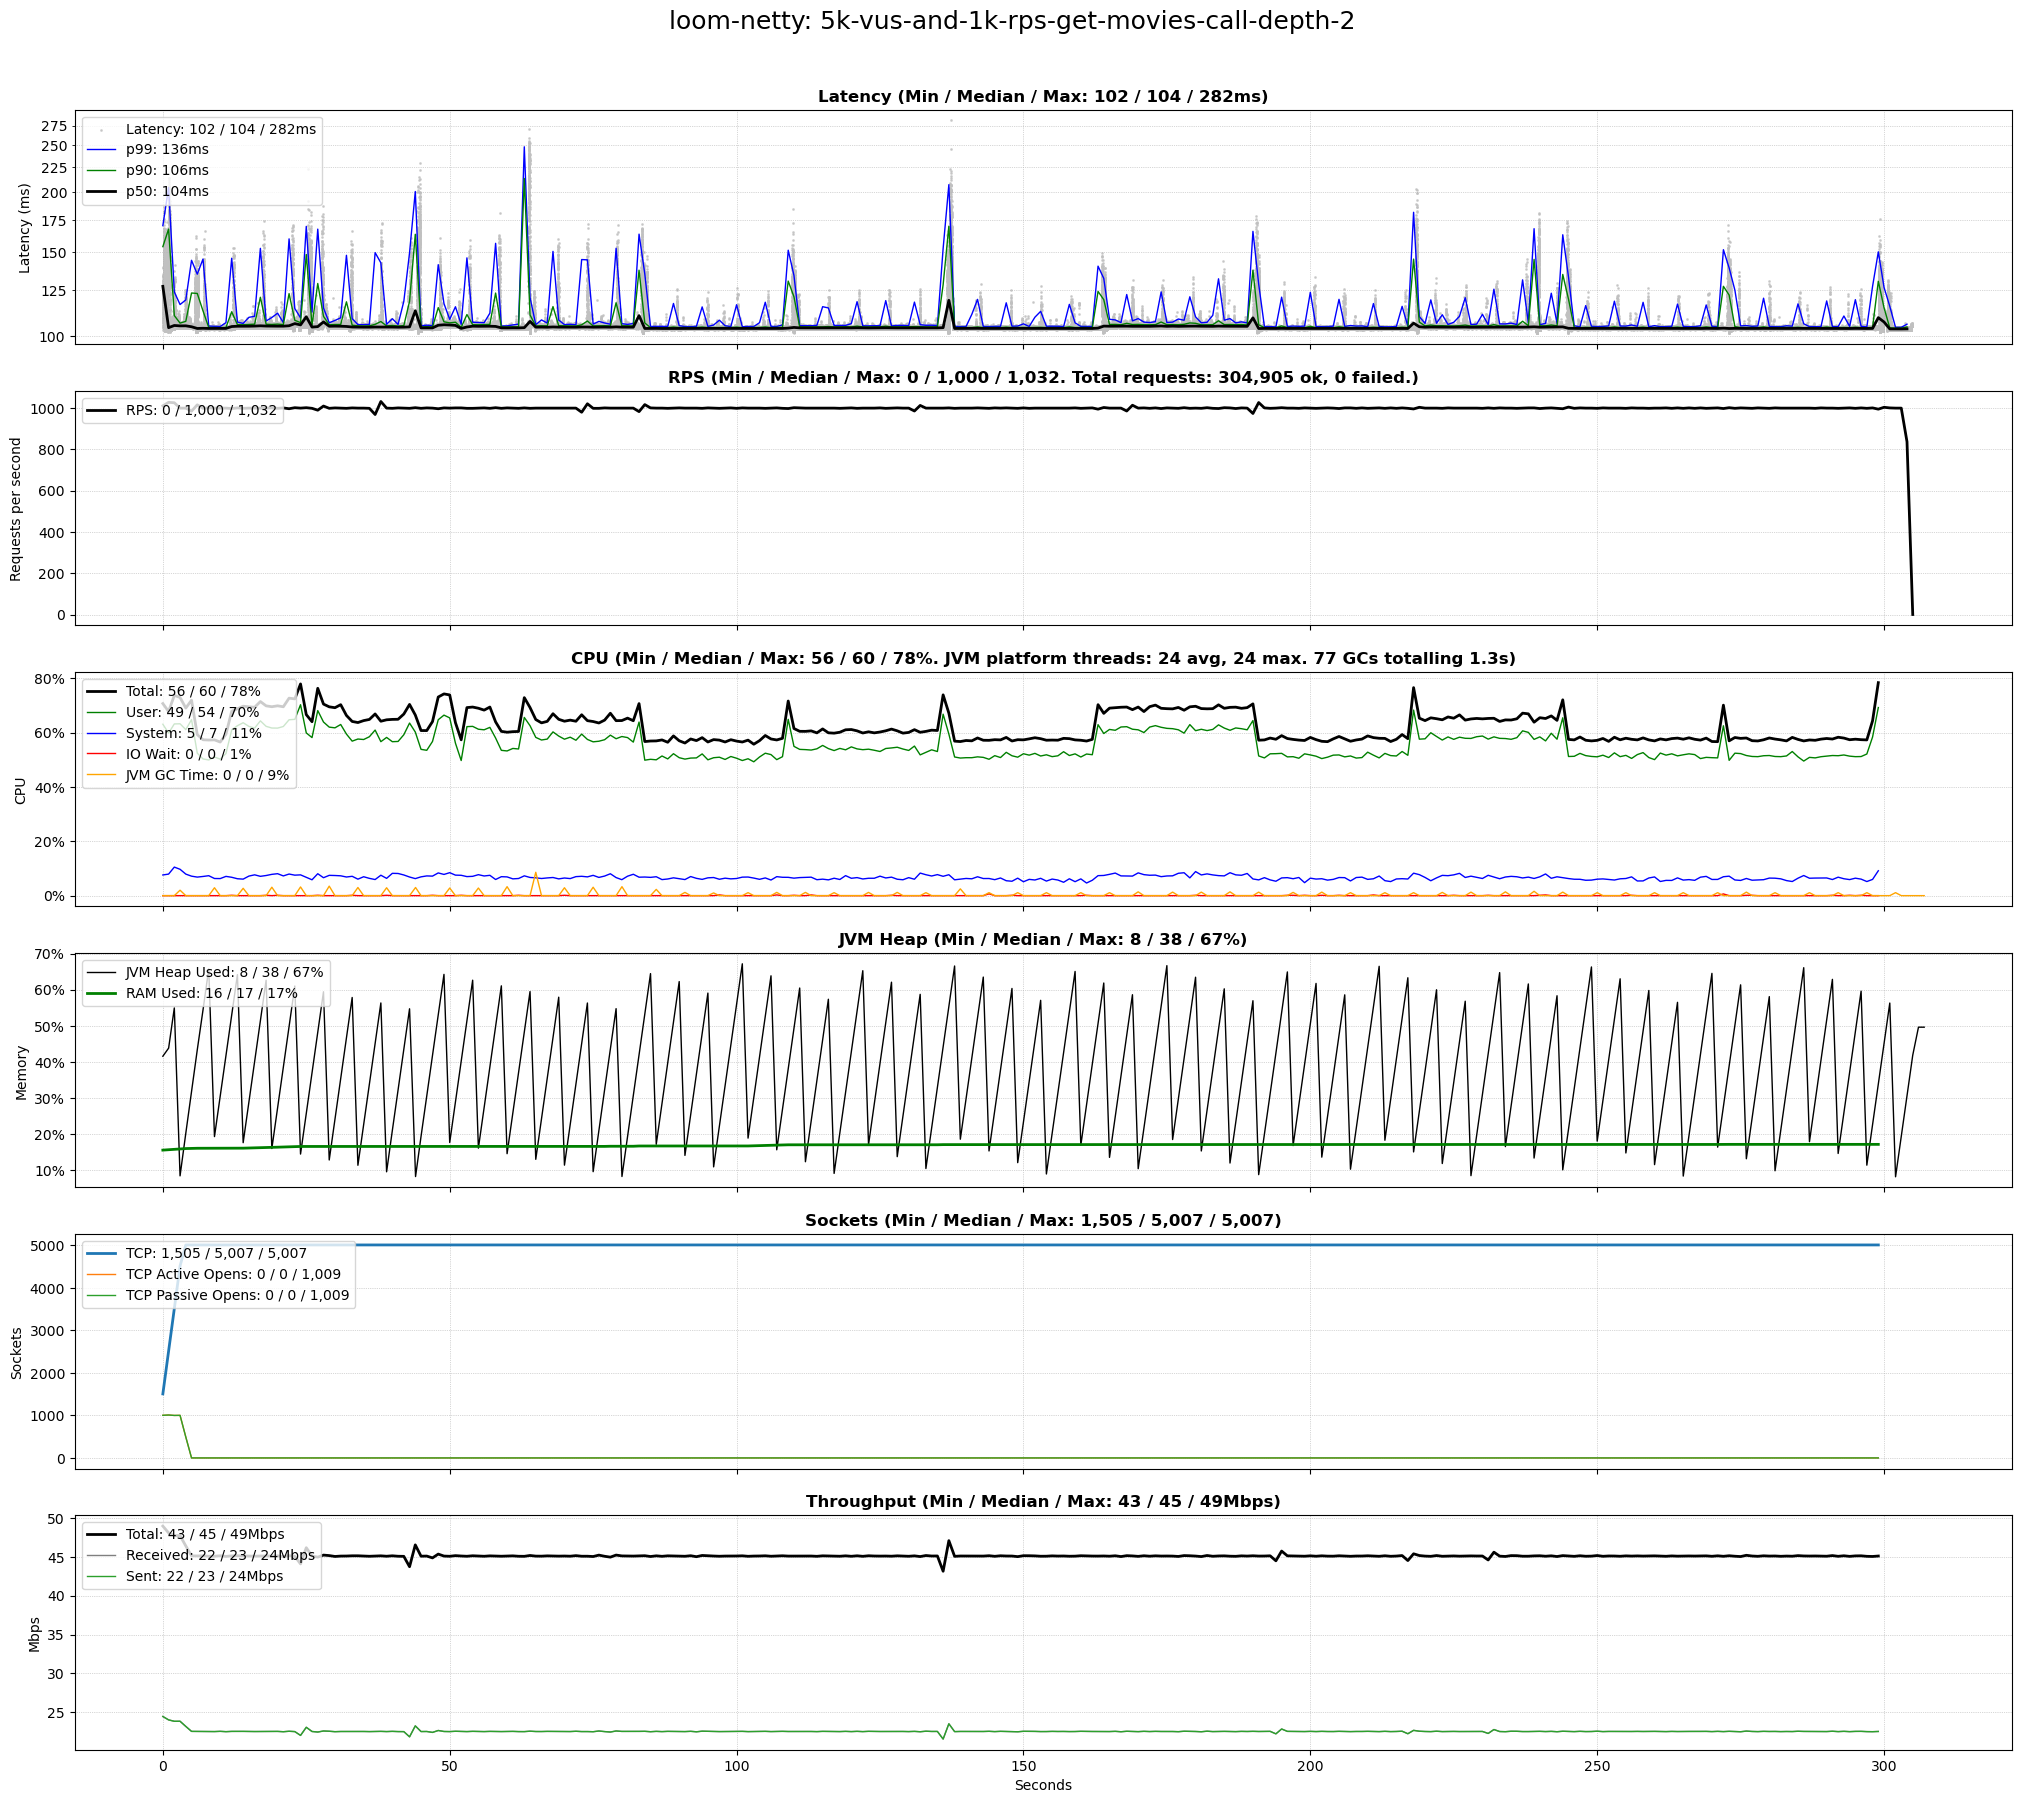 loom-netty: 5k-vus-and-1k-rps-get-movies-call-depth-2
Latency (Min / Median / Max: 102 / 104 / 282ms)
Latency (ms)
275
250
225
200
175
150
125
100
Latency: 102 / 104 / 282ms
p99: 136ms
p90: 106ms
p50: 104ms
RPS (Min / Median / Max: 0 / 1,000 / 1,032. Total requests: 304,905 ok, 0 failed.)
Requests per second
1000
800
600
400
200
0
RPS: 0 / 1,000 / 1,032
CPU (Min / Median / Max: 56 / 60 / 78%. JVM platform threads: 24 avg, 24 max. 77 GCs totalling 1.3s)
CPU
80%
60%
40%
20%
0%
Total: 56 / 60 / 78%
User: 49 / 54 / 70%
System: 5 / 7 / 11%
IO Wait: 0 / 0 / 1%
JVM GC Time: 0 / 0 / 9%
JVM Heap (Min / Median / Max: 8 / 38 / 67%)
Memory
70%
60%
50%
40%
30%
20%
10%
JVM Heap Used: 8 / 38 / 67%
RAM Used: 16 / 17 / 17%
Sockets (Min / Median / Max: 1,505 / 5,007 / 5,007)
Sockets
5000
4000
3000
2000
1000
0
TCP: 1,505 / 5,007 / 5,007
TCP Active Opens: 0 / 0 / 1,009
TCP Passive Opens: 0 / 0 / 1,009
Throughput (Min / Median / Max: 43 / 45 / 49Mbps)
Mbps
50
45
40
35
30
25
Total: 43 / 45 / 49Mbps
Received: 22 / 23 / 24Mbps
Sent: 22 / 23 / 24Mbps
0 50 100 150 200 250 300
Seconds